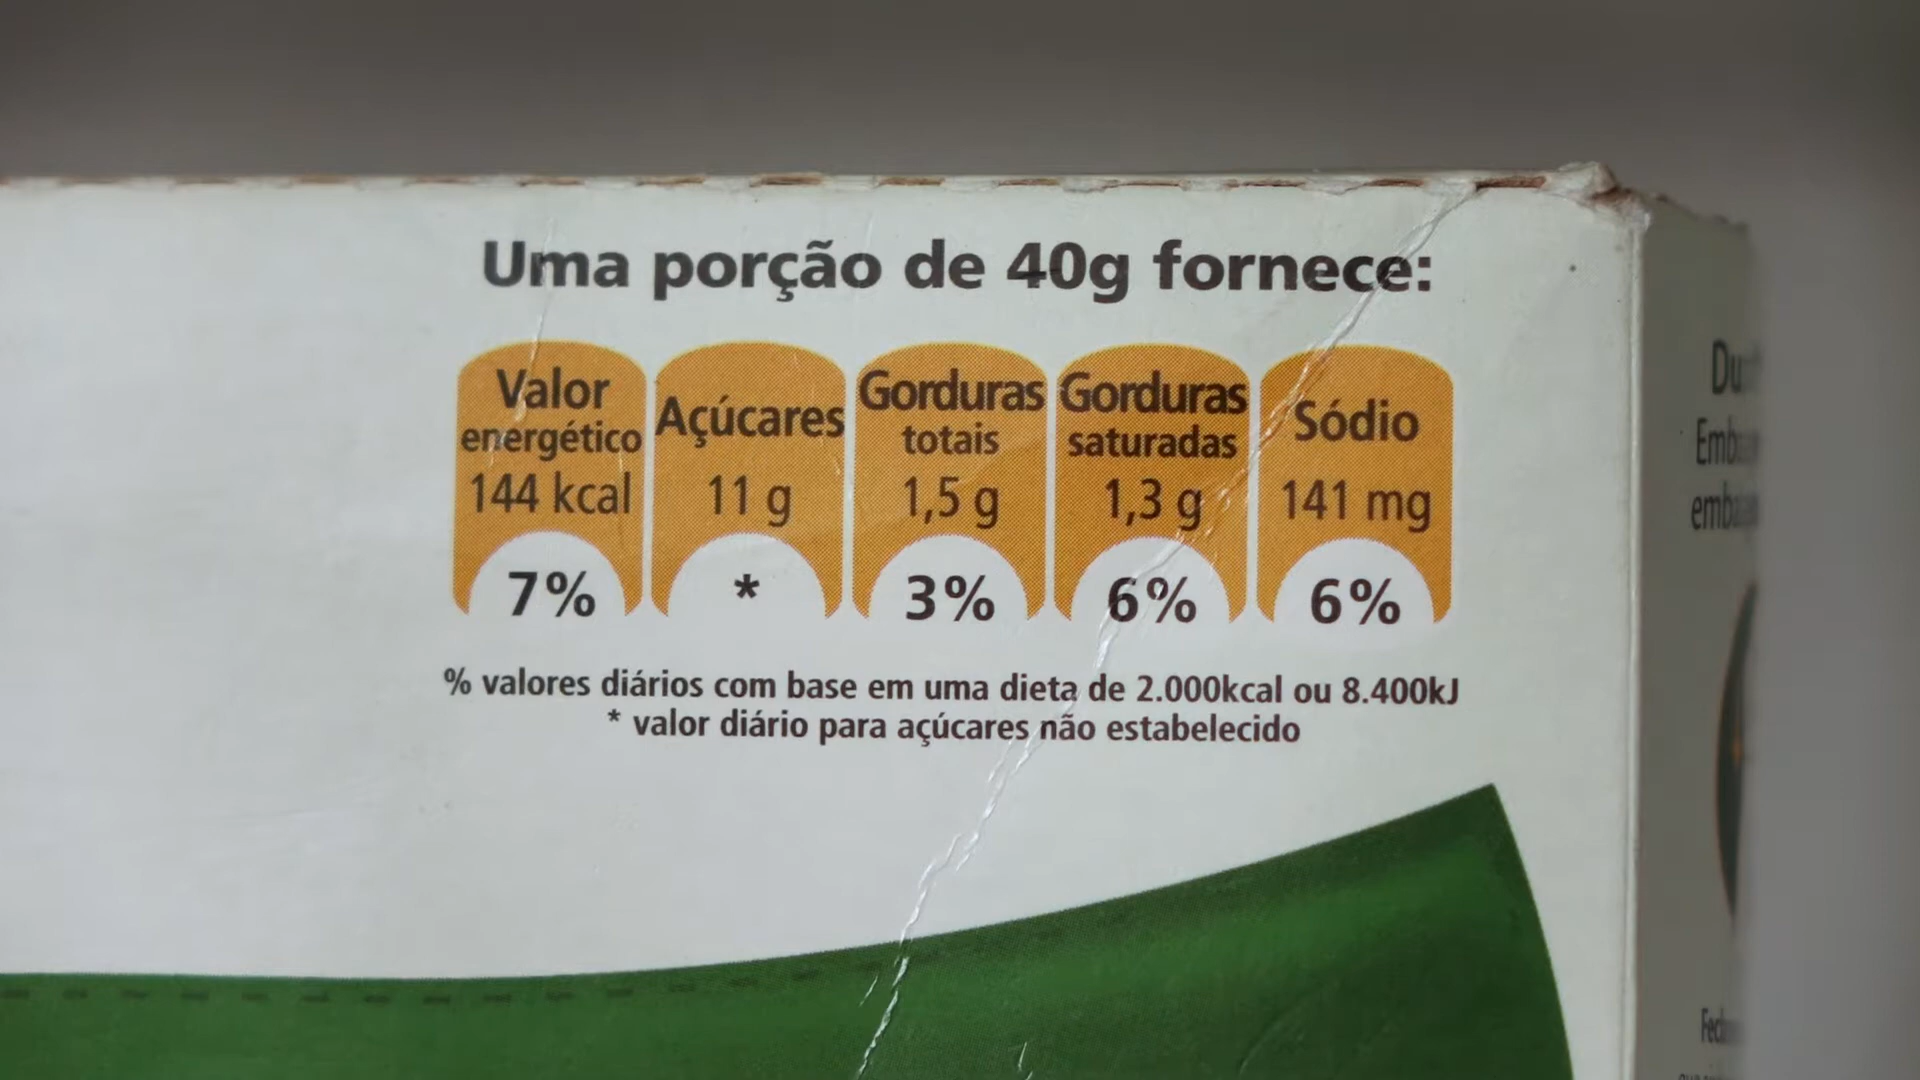 Uma porção de 40g fornece:
Valor
energético
144 kcal
7%
Açúcares
11 g
*
Gorduras
totais
1,5 g
3%
Gorduras
saturadas
1,3 g
6%
Sódio
141 mg
6%
% valores diários com base em uma dieta de 2.000kcal ou 8.400kJ
* valor diário para açúcares não estabelecido